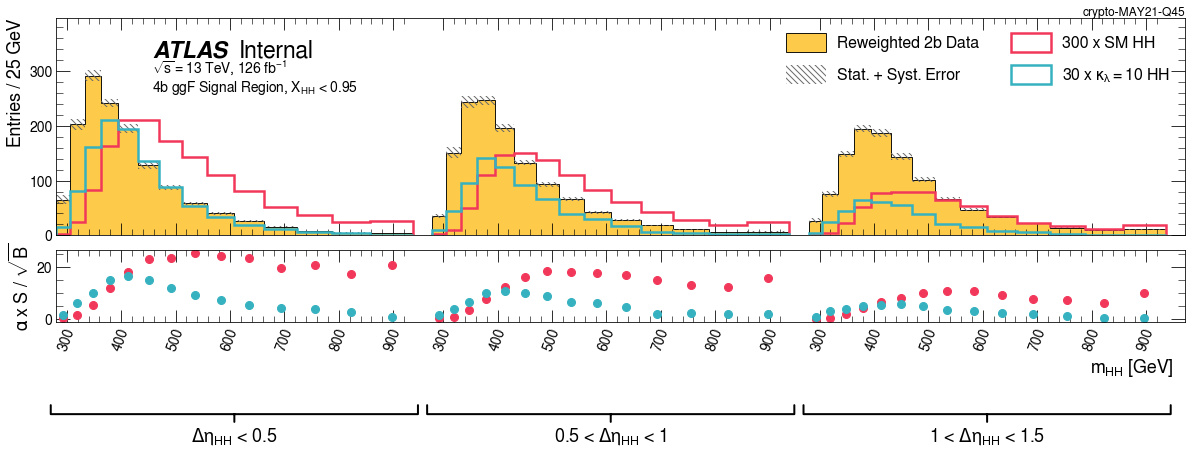 crypto-MAY21-Q45
ATLAS Internal
√s = 13 TeV, 126 fb⁻¹
4b ggF Signal Region, X_HH < 0.95
Reweighted 2b Data
Stat. + Syst. Error
300 x SM HH
30 x κ_λ = 10 HH
Entries / 25 GeV
300
200
100
0
α x S / √B
20
0
300 400 500 600 700 800 900 300 400 500 600 700 800 900 300 400 500 600 700 800 900
m_HH [GeV]
Δη_HH < 0.5 0.5 < Δη_HH < 1 1 < Δη_HH < 1.5